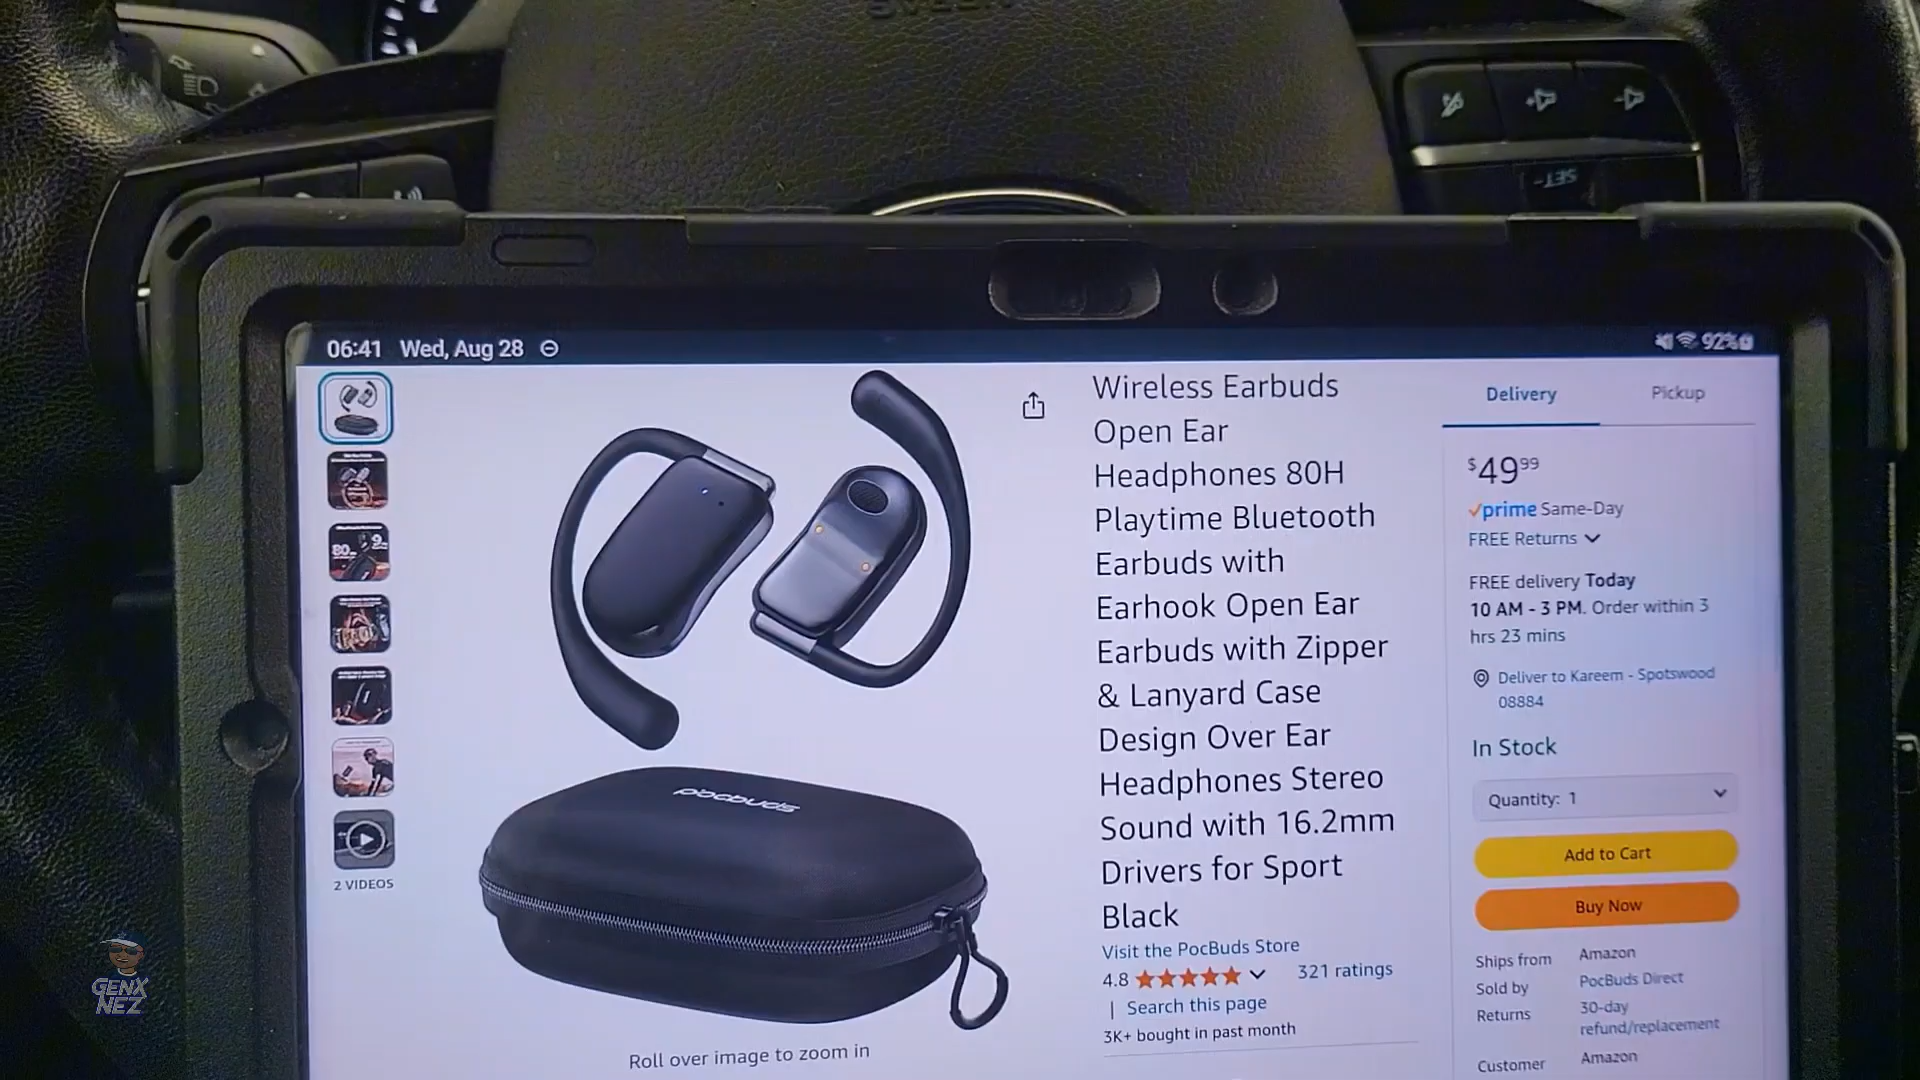 SET-
06:41 Wed, Aug 28
92%
Wireless Earbuds
Open Ear
Headphones 80H
Playtime Bluetooth
Earbuds with
Earhook Open Ear
Earbuds with Zipper
& Lanyard Case
Design Over Ear
Headphones Stereo
Sound with 16.2mm
Drivers for Sport
Black
Visit the PocBuds Store
4.8
321 ratings
| Search this page
3K+ bought in past month
80
9
2 VIDEOS
pocbuds
Roll over image to zoom in
Delivery
Pickup
$49.99
prime Same-Day
FREE Returns
FREE delivery Today
10 AM - 3 PM. Order within 3
hrs 23 mins
Deliver to Kareem - Spotswood
08884
In Stock
Quantity: 1
Add to Cart
Buy Now
Ships from Amazon
Sold by PocBuds Direct
Returns 30-day
refund/replacement
Customer Amazon
GENX
NEZ